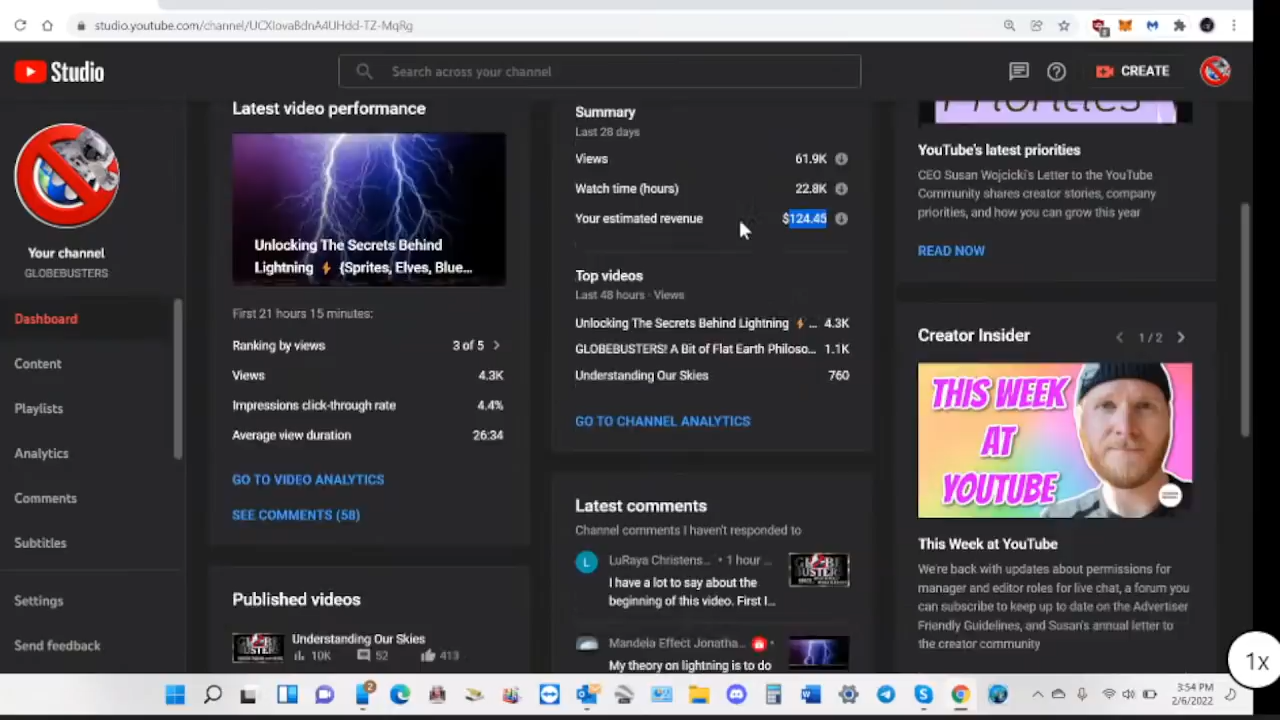 studio.youtube.com/channel/UCXIovaBdnA4UHdd-TZ-MqRg
Studio
Search across your channel
CREATE
Your channel
GLOBEBUSTERS
Dashboard
Content
Playlists
Analytics
Comments
Subtitles
Settings
Send feedback
Latest video performance
Unlocking The Secrets Behind
Lightning ⚡ {Sprites, Elves, Blue...
First 21 hours 15 minutes:
Ranking by views 3 of 5
Views 4.3K
Impressions click-through rate 4.4%
Average view duration 26:34
GO TO VIDEO ANALYTICS
SEE COMMENTS (58)
Published videos
Understanding Our Skies
10K 52 413
Summary
Last 28 days
Views 61.9K
Watch time (hours) 22.8K
Your estimated revenue $124.45
Top videos
Last 48 hours · Views
Unlocking The Secrets Behind Lightning ⚡ ... 4.3K
GLOBEBUSTERS! A Bit of Flat Earth Philoso... 1.1K
Understanding Our Skies 760
GO TO CHANNEL ANALYTICS
Latest comments
Channel comments I haven't responded to
LuRaya Christens... • 1 hour ...
I have a lot to say about the
beginning of this video. First I...
Mandela Effect Jonatha... •
My theory on lightning is to do
Priorities
YouTube's latest priorities
CEO Susan Wojcicki's Letter to the YouTube
Community shares creator stories, company
priorities, and how you can grow this year
READ NOW
Creator Insider
1 / 2
THIS WEEK
AT
YOUTUBE
This Week at YouTube
We're back with updates about permissions for
manager and editor roles for live chat, a forum you
can subscribe to keep up to date on the Advertiser
Friendly Guidelines, and Susan's annual letter to
the creator community
1x
3:54 PM
2/6/2022